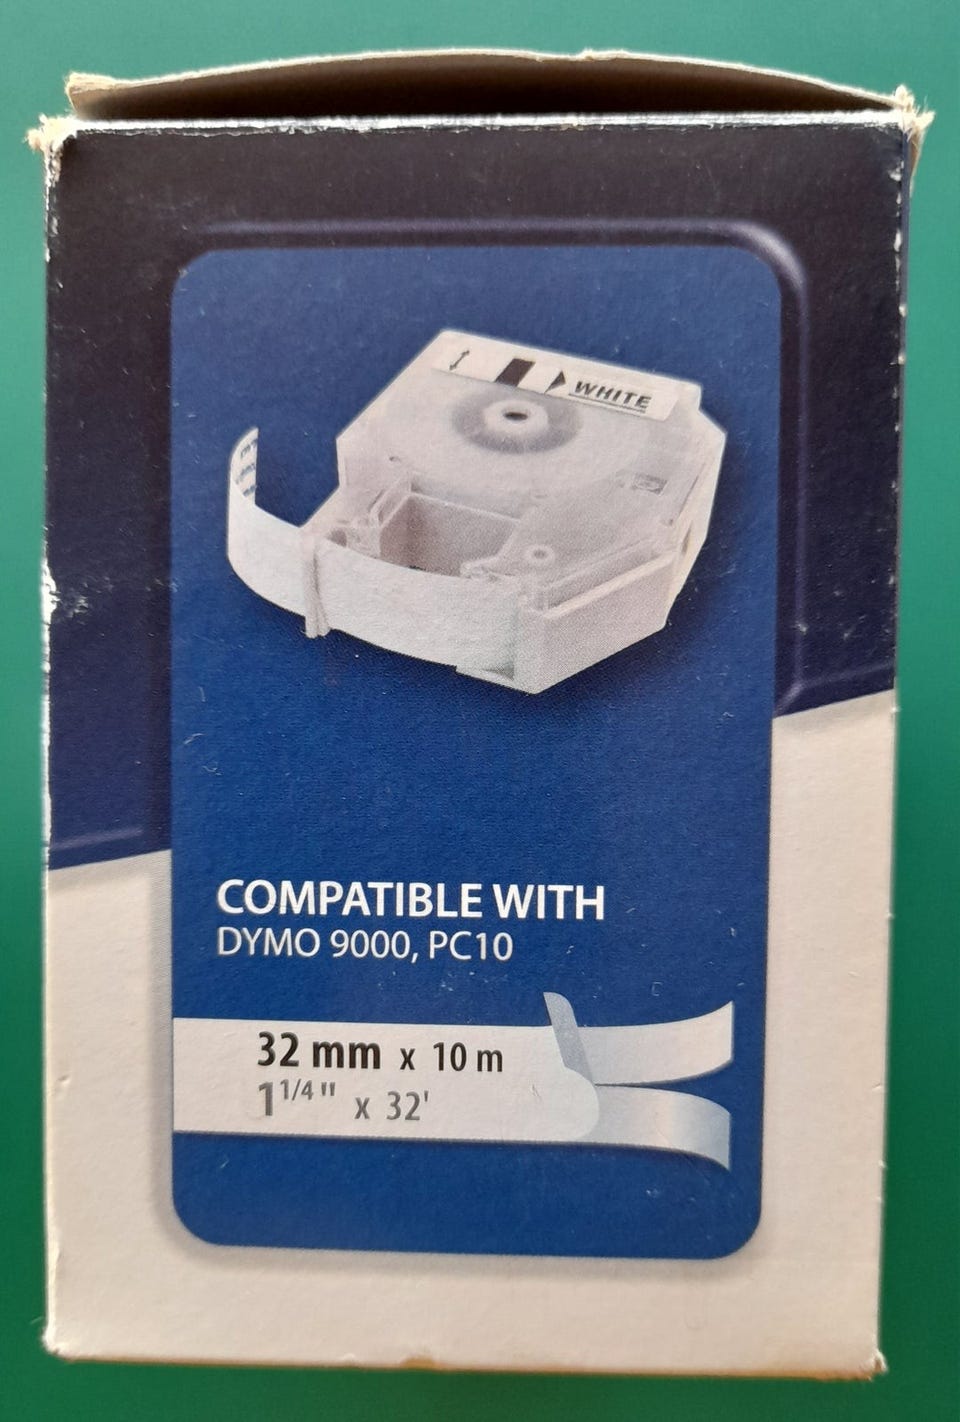 WHITE
COMPATIBLE WITH
DYMO 9000, PC10
32 mm x 10 m
1 1/4" x 32'